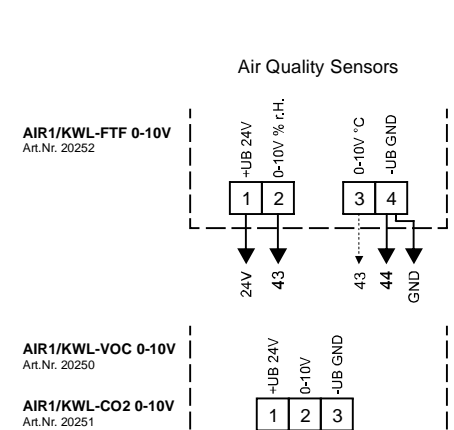 Air Quality Sensors
AIR1/KWL-FTF 0-10V
Art.Nr. 20252
+UB 24V
0-10V % r.H.
0-10V °C
-UB GND
1 2 3 4
24V 43 43 44 GND
AIR1/KWL-VOC 0-10V
Art.Nr. 20250
AIR1/KWL-CO2 0-10V
Art.Nr. 20251
+UB 24V
0-10V
-UB GND
1 2 3